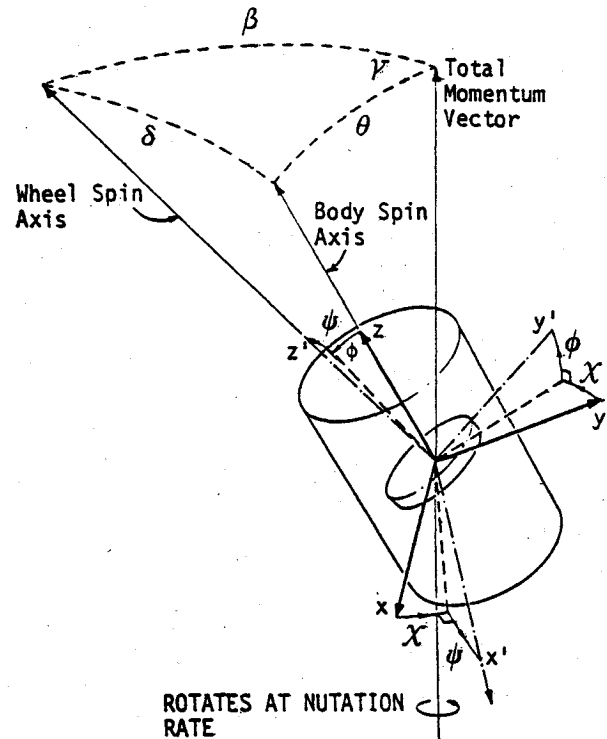 β
γ
Total
Momentum
Vector
δ
θ
Wheel Spin
Axis
Body Spin
Axis
ψ
z'
φ
z
y'
φ
χ
y
x
χ
ψ
x'
ROTATES AT NUTATION
RATE